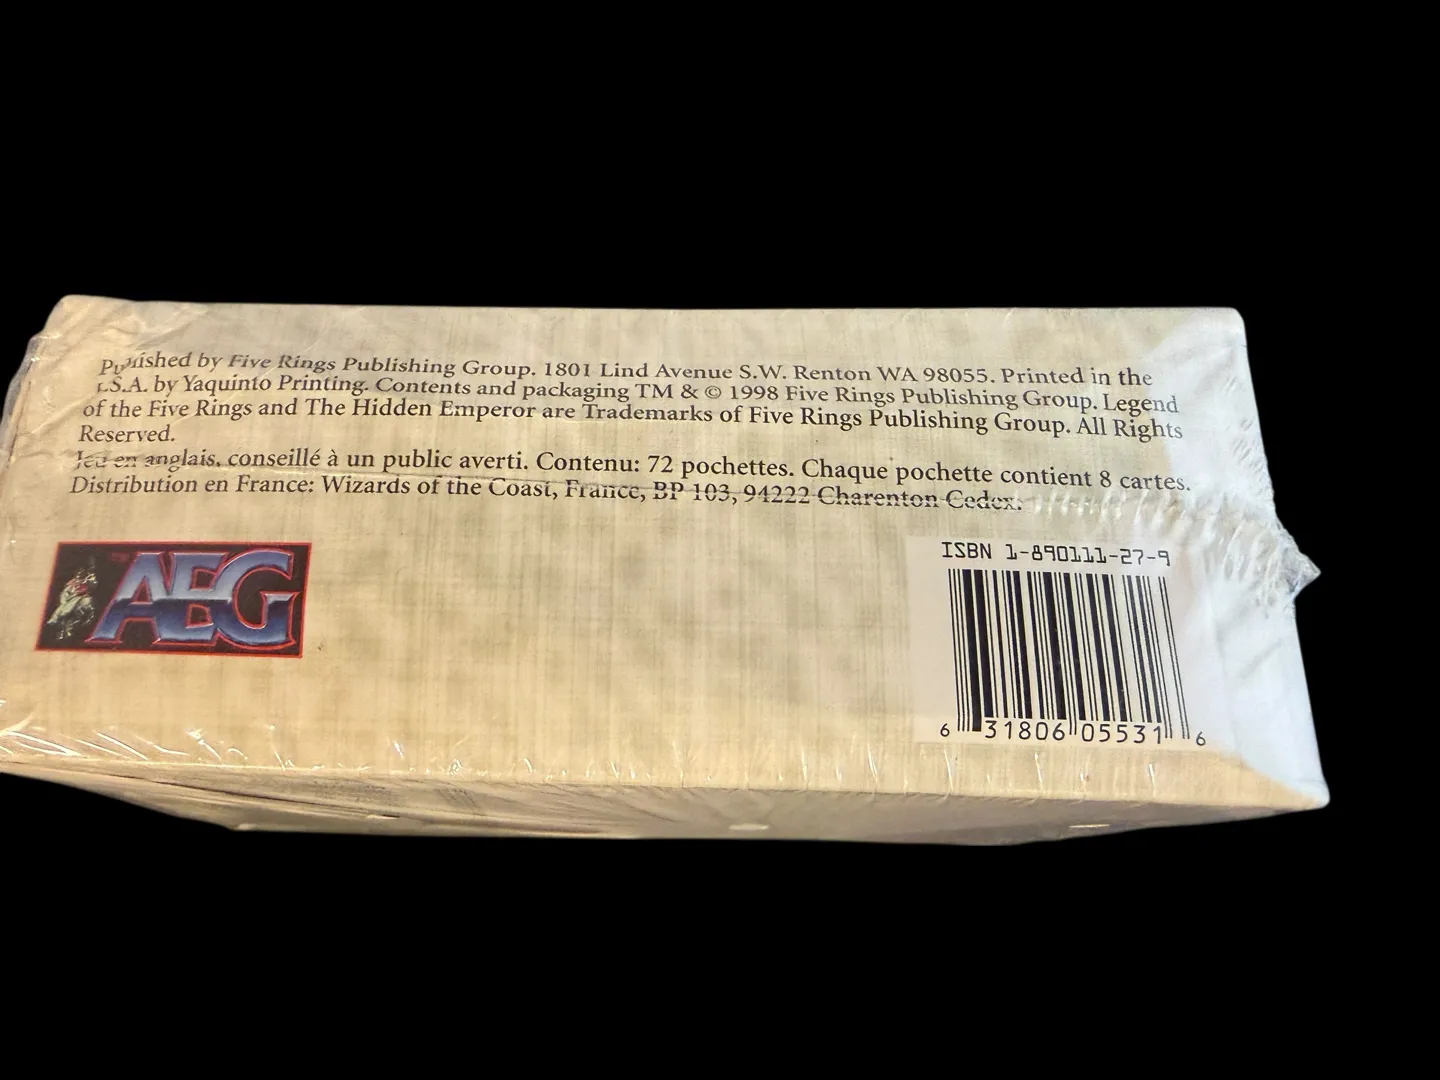 Published by Five Rings Publishing Group. 1801 Lind Avenue S.W. Renton WA 98055. Printed in the
U.S.A. by Yaquinto Printing. Contents and packaging TM & © 1998 Five Rings Publishing Group. Legend
of the Five Rings and The Hidden Emperor are Trademarks of Five Rings Publishing Group. All Rights
Reserved.
Jeu en anglais, conseillé à un public averti. Contenu: 72 pochettes. Chaque pochette contient 8 cartes.
Distribution en France: Wizards of the Coast, France, BP 103, 94222 Charenton Cedex.
AEG
ISBN 1-890111-27-9
6 31806 05531 6